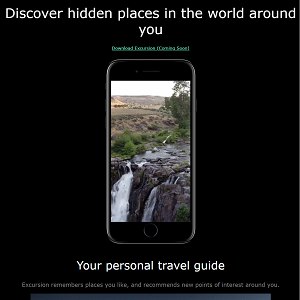 Discover hidden places in the world around
you
Download Excursion (Coming Soon)
Your personal travel guide
Excursion remembers places you like, and recommends new points of interest around you.